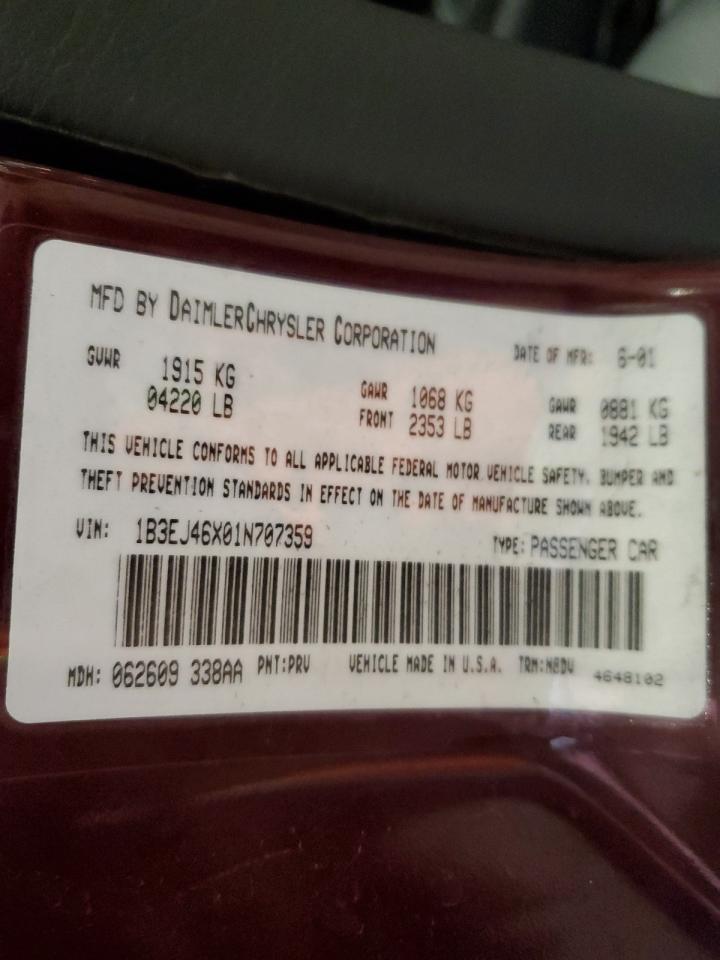 MFD BY DAIMLERCHRYSLER CORPORATION DATE OF MFR: 6-01
GVWR 1915 KG GAWR 1068 KG GAWR 0881 KG
04220 LB FRONT 2353 LB REAR 1942 LB
THIS VEHICLE CONFORMS TO ALL APPLICABLE FEDERAL MOTOR VEHICLE SAFETY, BUMPER AND
THEFT PREVENTION STANDARDS IN EFFECT ON THE DATE OF MANUFACTURE SHOWN ABOVE.
VIN: 1B3EJ46X01N707359 TYPE: PASSENGER CAR
MDH: 062609 338AA PNT:PRV VEHICLE MADE IN U.S.A. TRM:N8DV 4648102